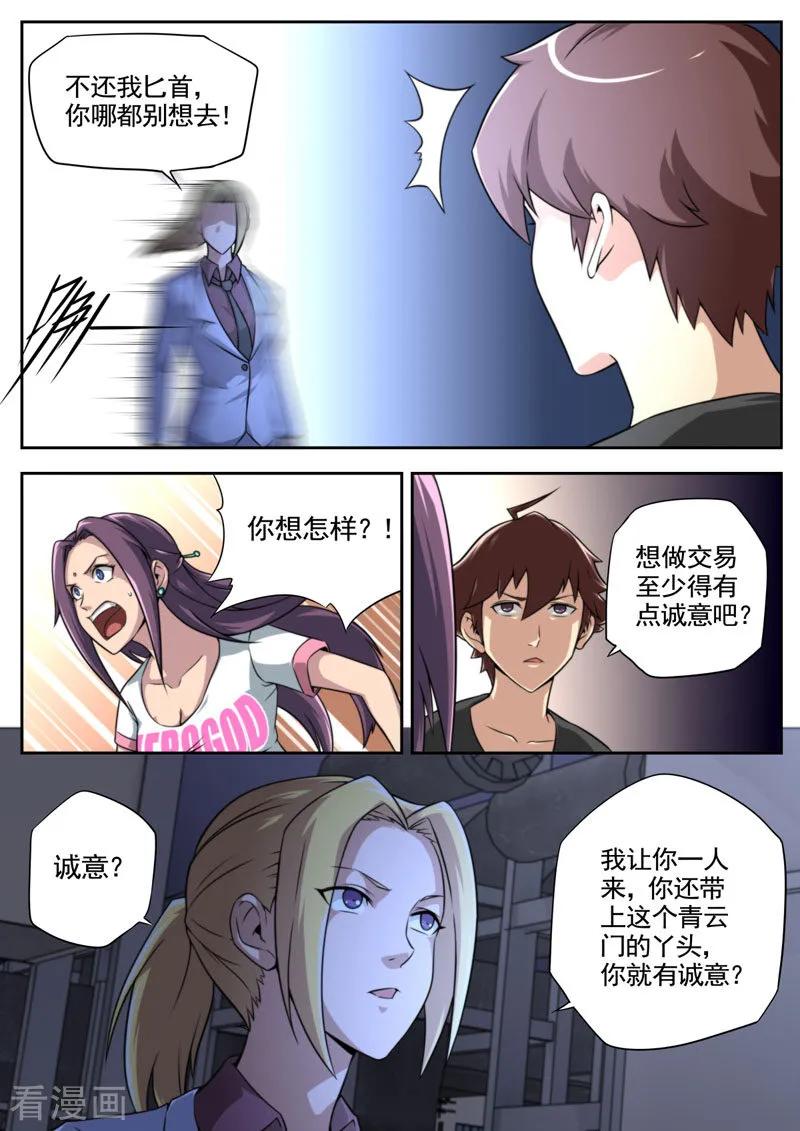 不还我匕首，
你哪都别想去！
唰
你想怎样？！
想做交易
至少得有
点诚意吧？
诚意？
我让你一人
来，你还带
上这个青云
门的丫头，
你就有诚意？
看漫画